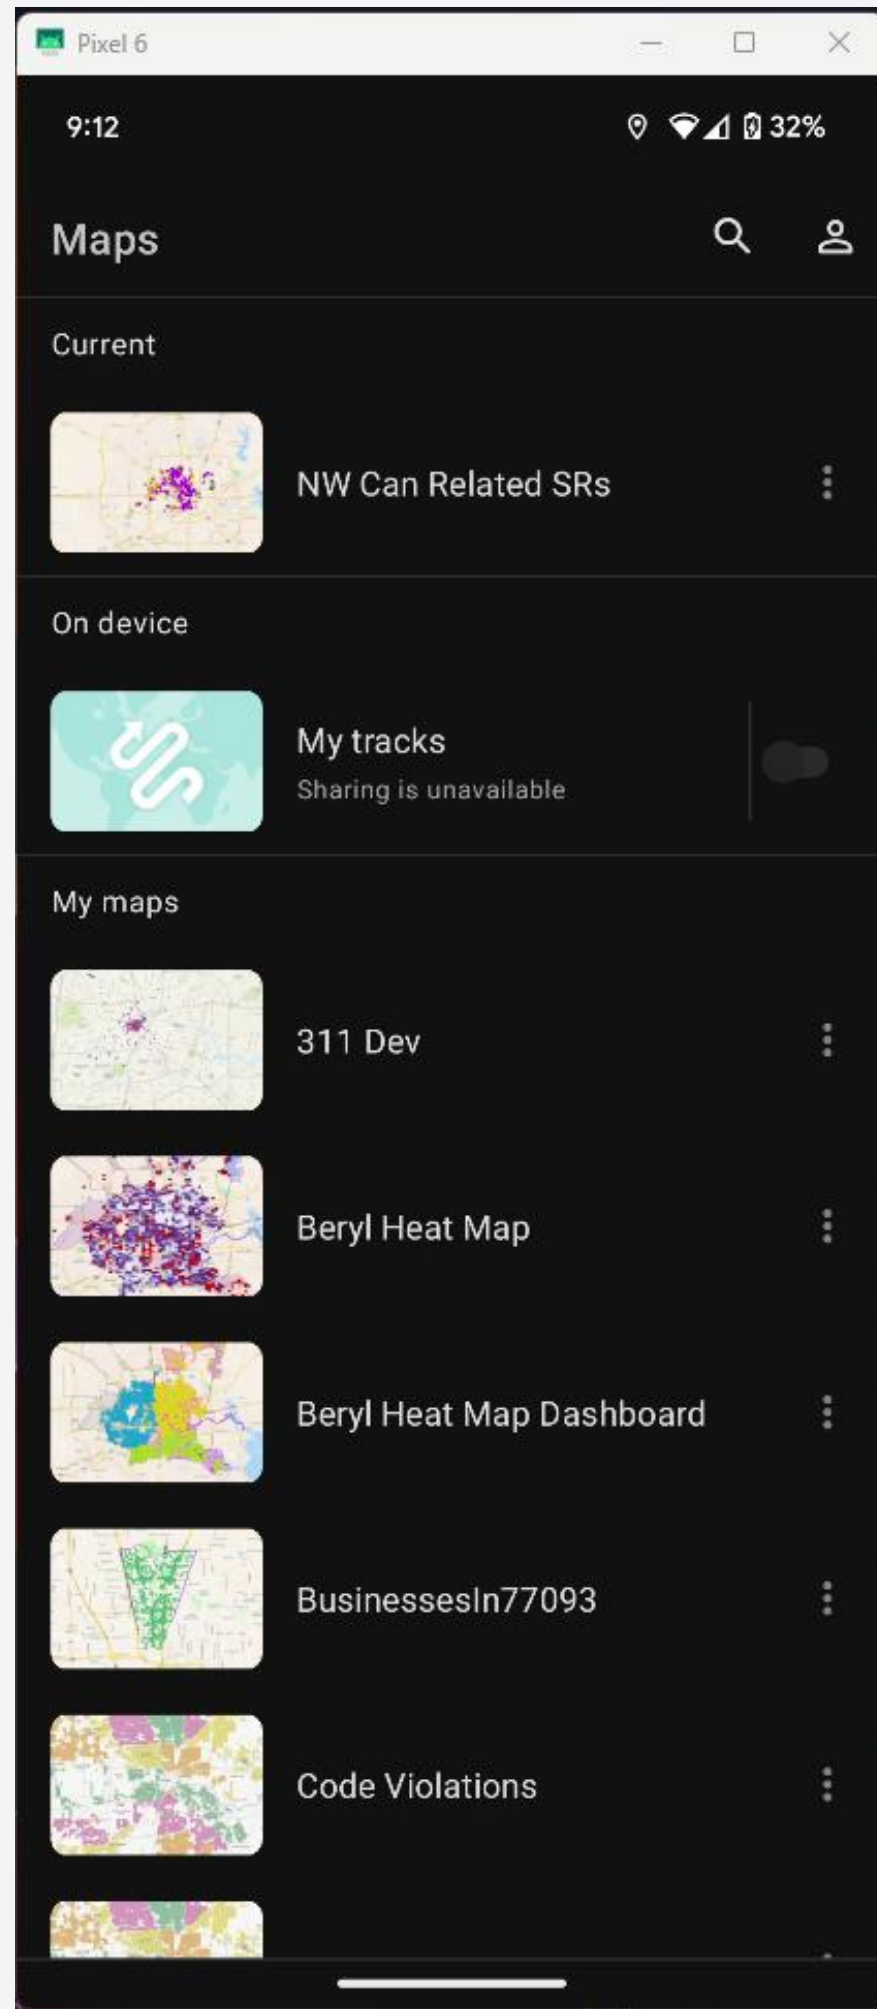 Pixel 6
9:12
32%
Maps
Current
NW Can Related SRs
On device
My tracks
Sharing is unavailable
My maps
311 Dev
Beryl Heat Map
Beryl Heat Map Dashboard
BusinessesIn77093
Code Violations